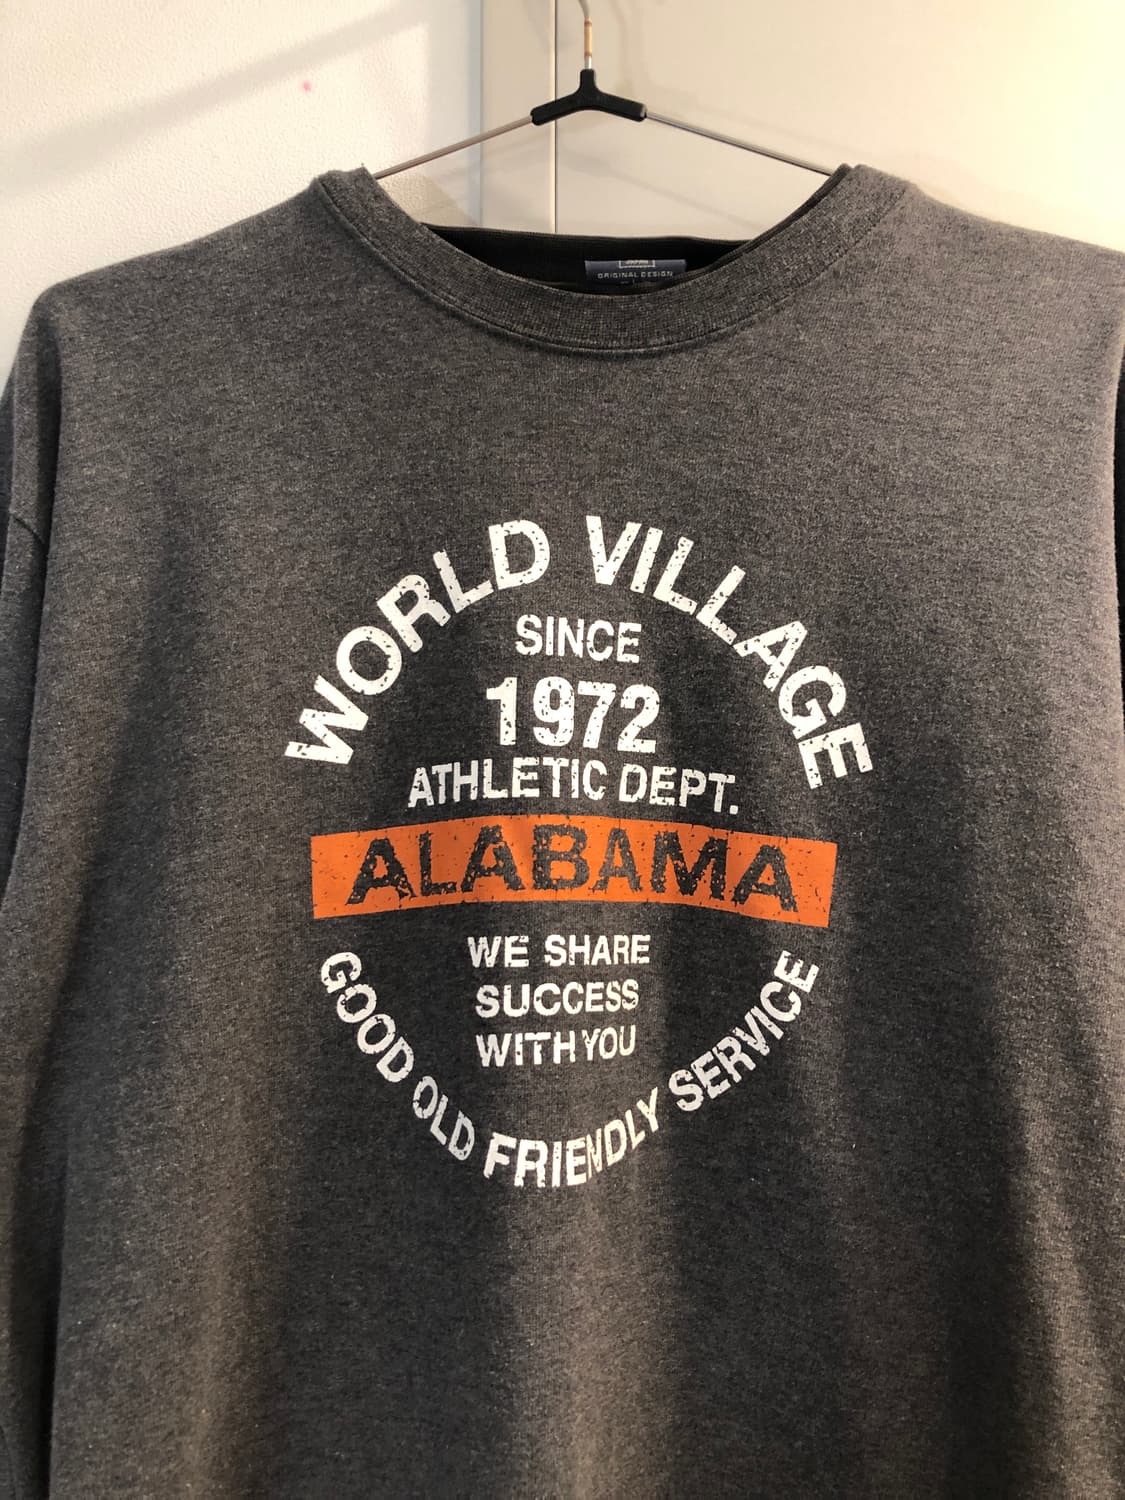 ORIGINAL DESIGN
WORLD VILLAGE
SINCE
1972
ATHLETIC DEPT.
ALABAMA
WE SHARE
SUCCESS
WITH YOU
GOOD OLD FRIENDLY SERVICE